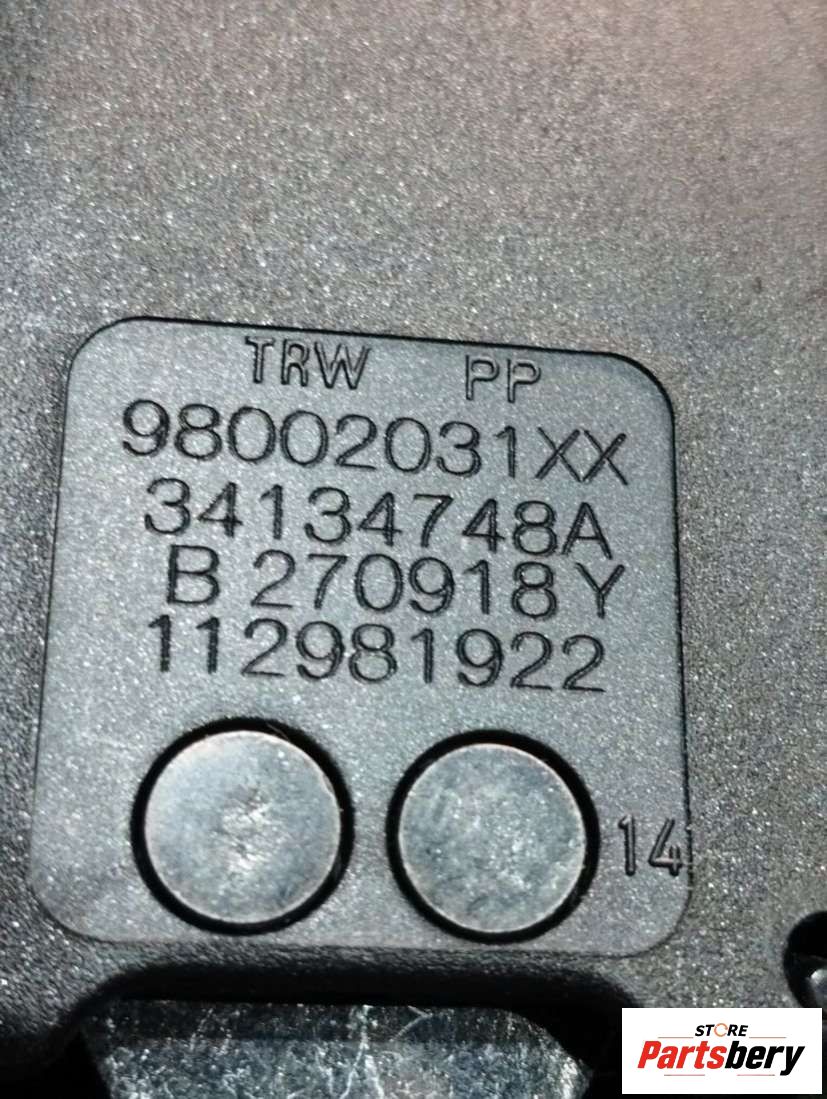 TRW PP
98002031XX
34134748A
B 270918 Y
112981922
14
STORE
Partsbery